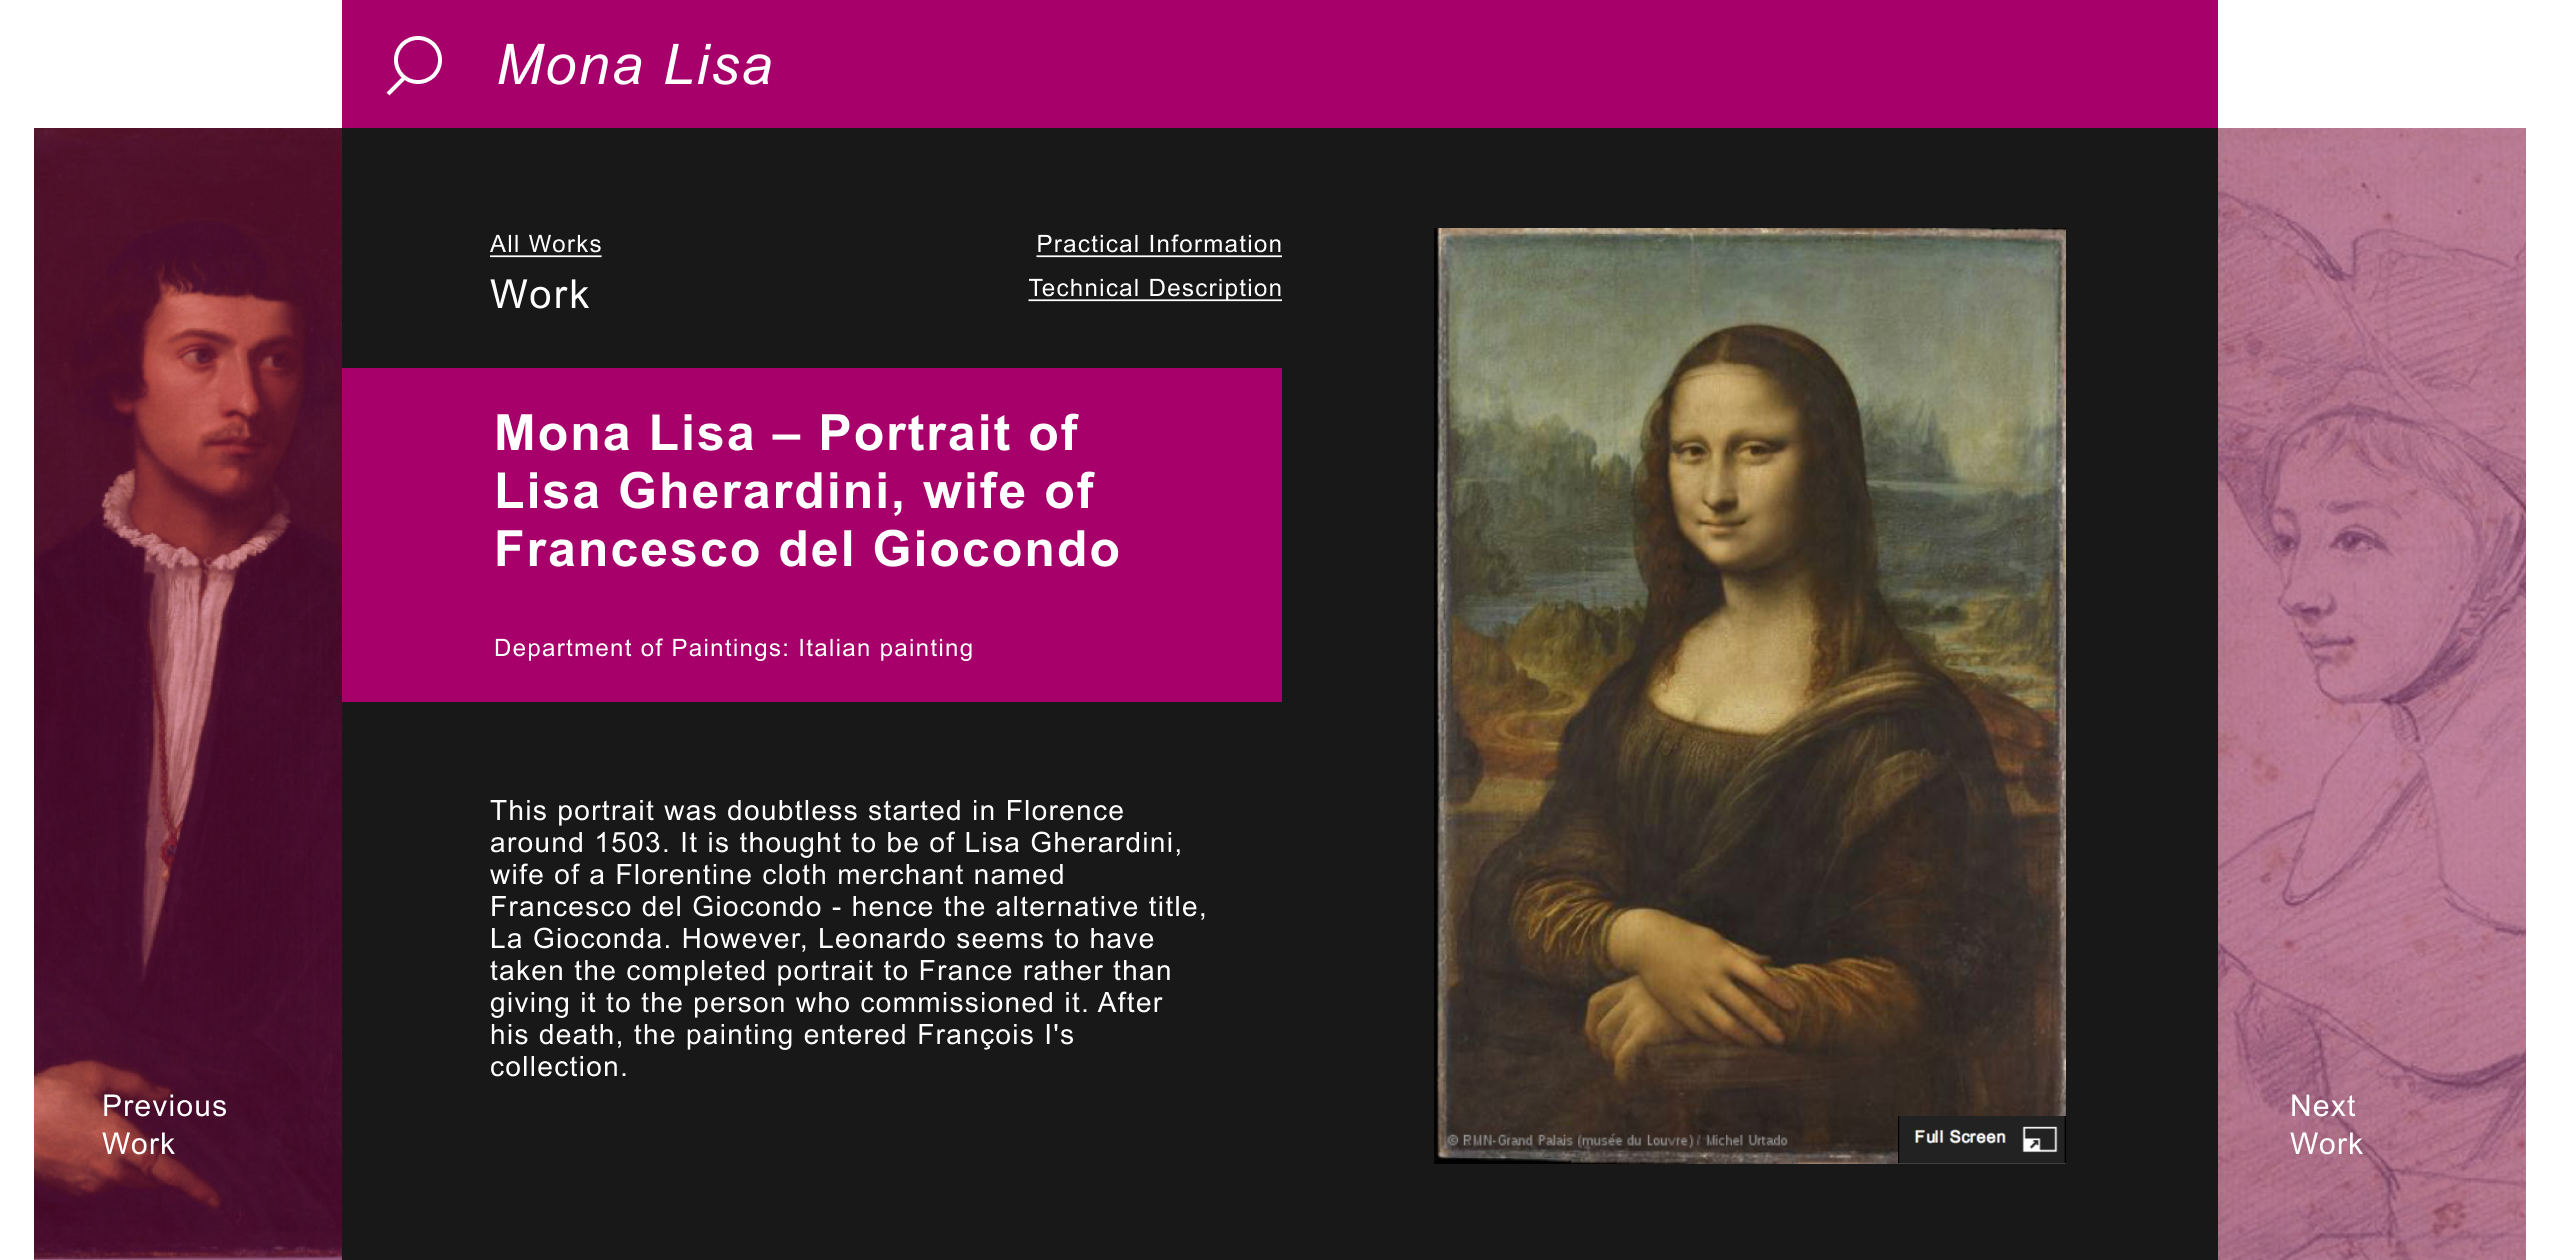 Mona Lisa
All Works
Work
Practical Information
Technical Description
Mona Lisa – Portrait of
Lisa Gherardini, wife of
Francesco del Giocondo
Department of Paintings: Italian painting
This portrait was doubtless started in Florence
around 1503. It is thought to be of Lisa Gherardini,
wife of a Florentine cloth merchant named
Francesco del Giocondo - hence the alternative title,
La Gioconda. However, Leonardo seems to have
taken the completed portrait to France rather than
giving it to the person who commissioned it. After
his death, the painting entered François I's
collection.
© RMN-Grand Palais (musée du Louvre) / Michel Urtado
Full Screen
Previous
Work
Next
Work